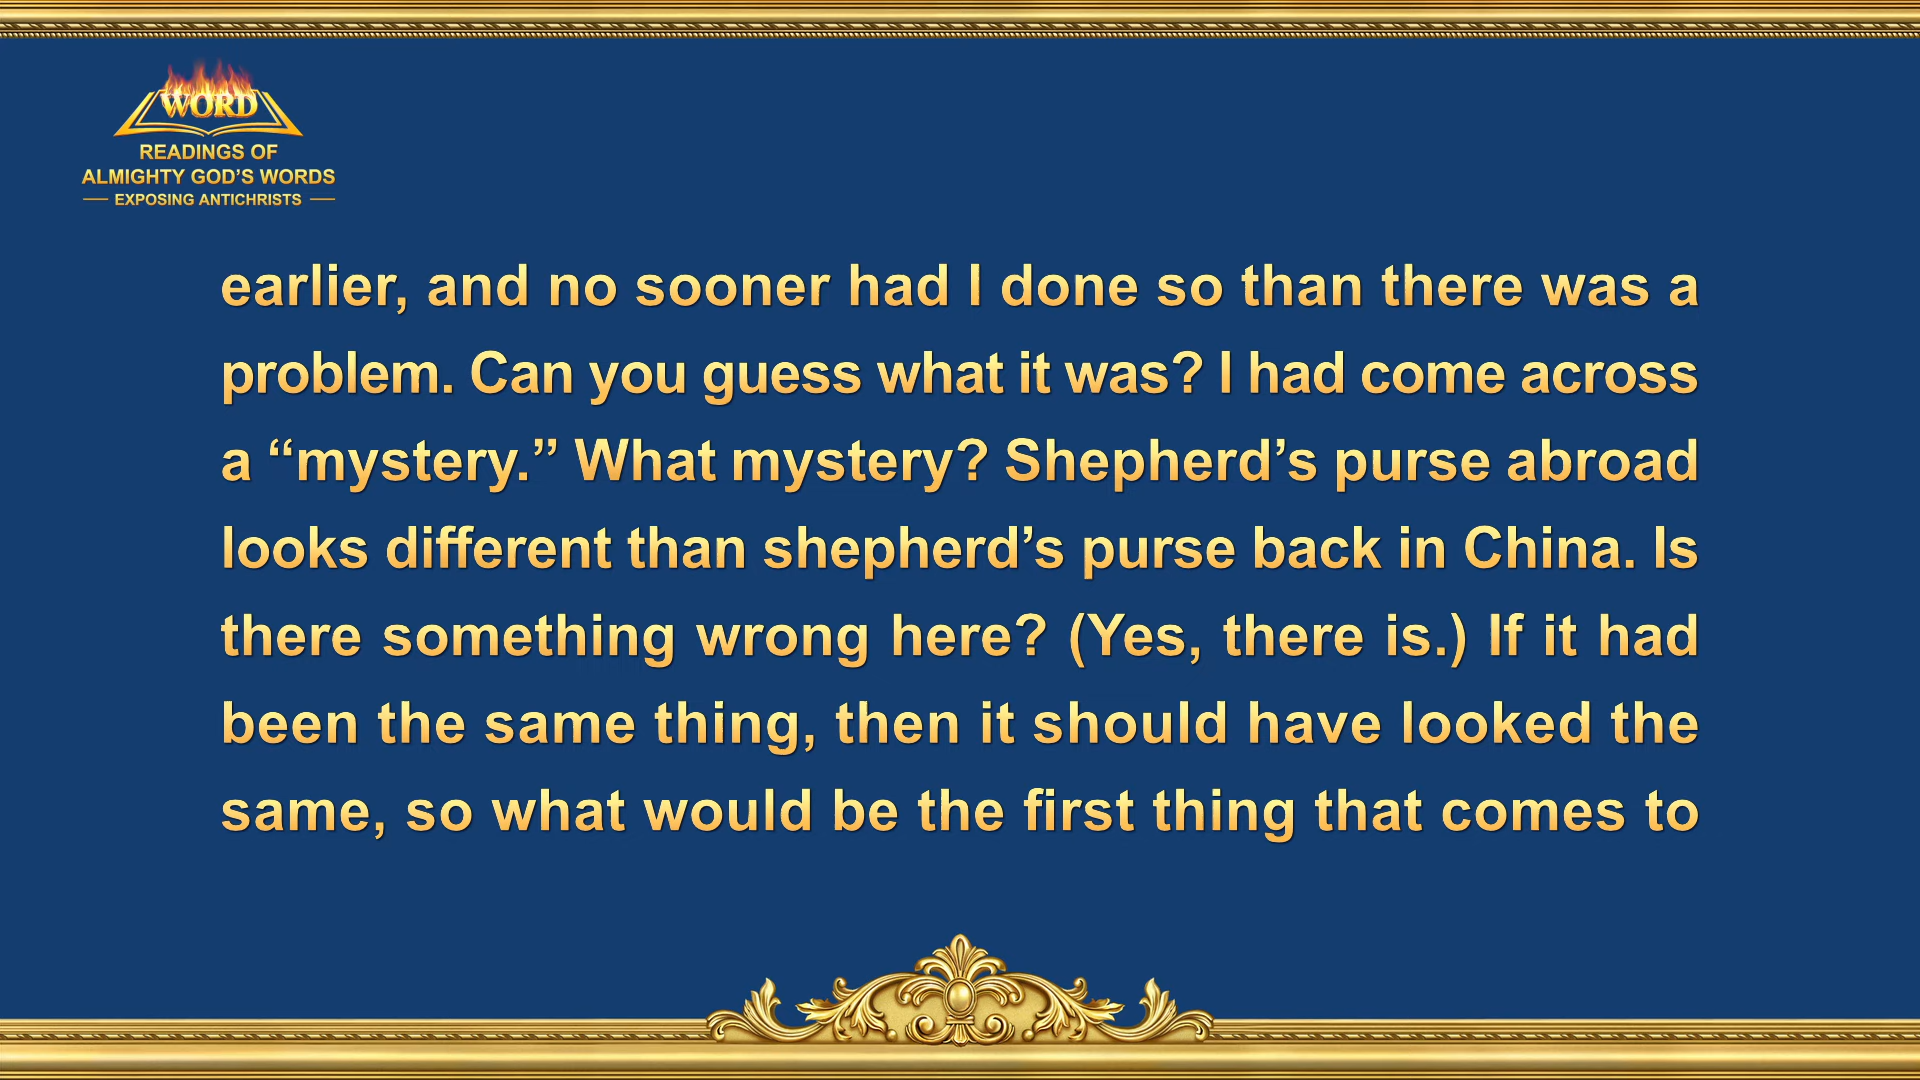 WORD
READINGS OF
ALMIGHTY GOD’S WORDS
EXPOSING ANTICHRISTS
earlier, and no sooner had I done so than there was a
problem. Can you guess what it was? I had come across
a “mystery.” What mystery? Shepherd’s purse abroad
looks different than shepherd’s purse back in China. Is
there something wrong here? (Yes, there is.) If it had
been the same thing, then it should have looked the
same, so what would be the first thing that comes to